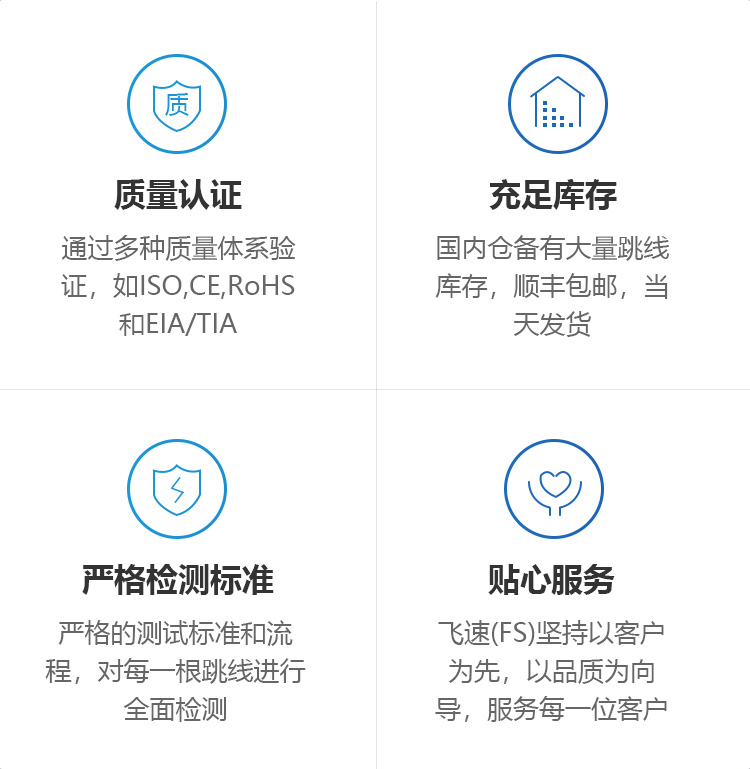 质
质量认证
通过多种质量体系验
证，如ISO,CE,RoHS
和EIA/TIA
充足库存
国内仓备有大量跳线
库存，顺丰包邮，当
天发货
严格检测标准
严格的测试标准和流
程，对每一根跳线进行
全面检测
贴心服务
飞速(FS)坚持以客户
为先，以品质为向
导，服务每一位客户